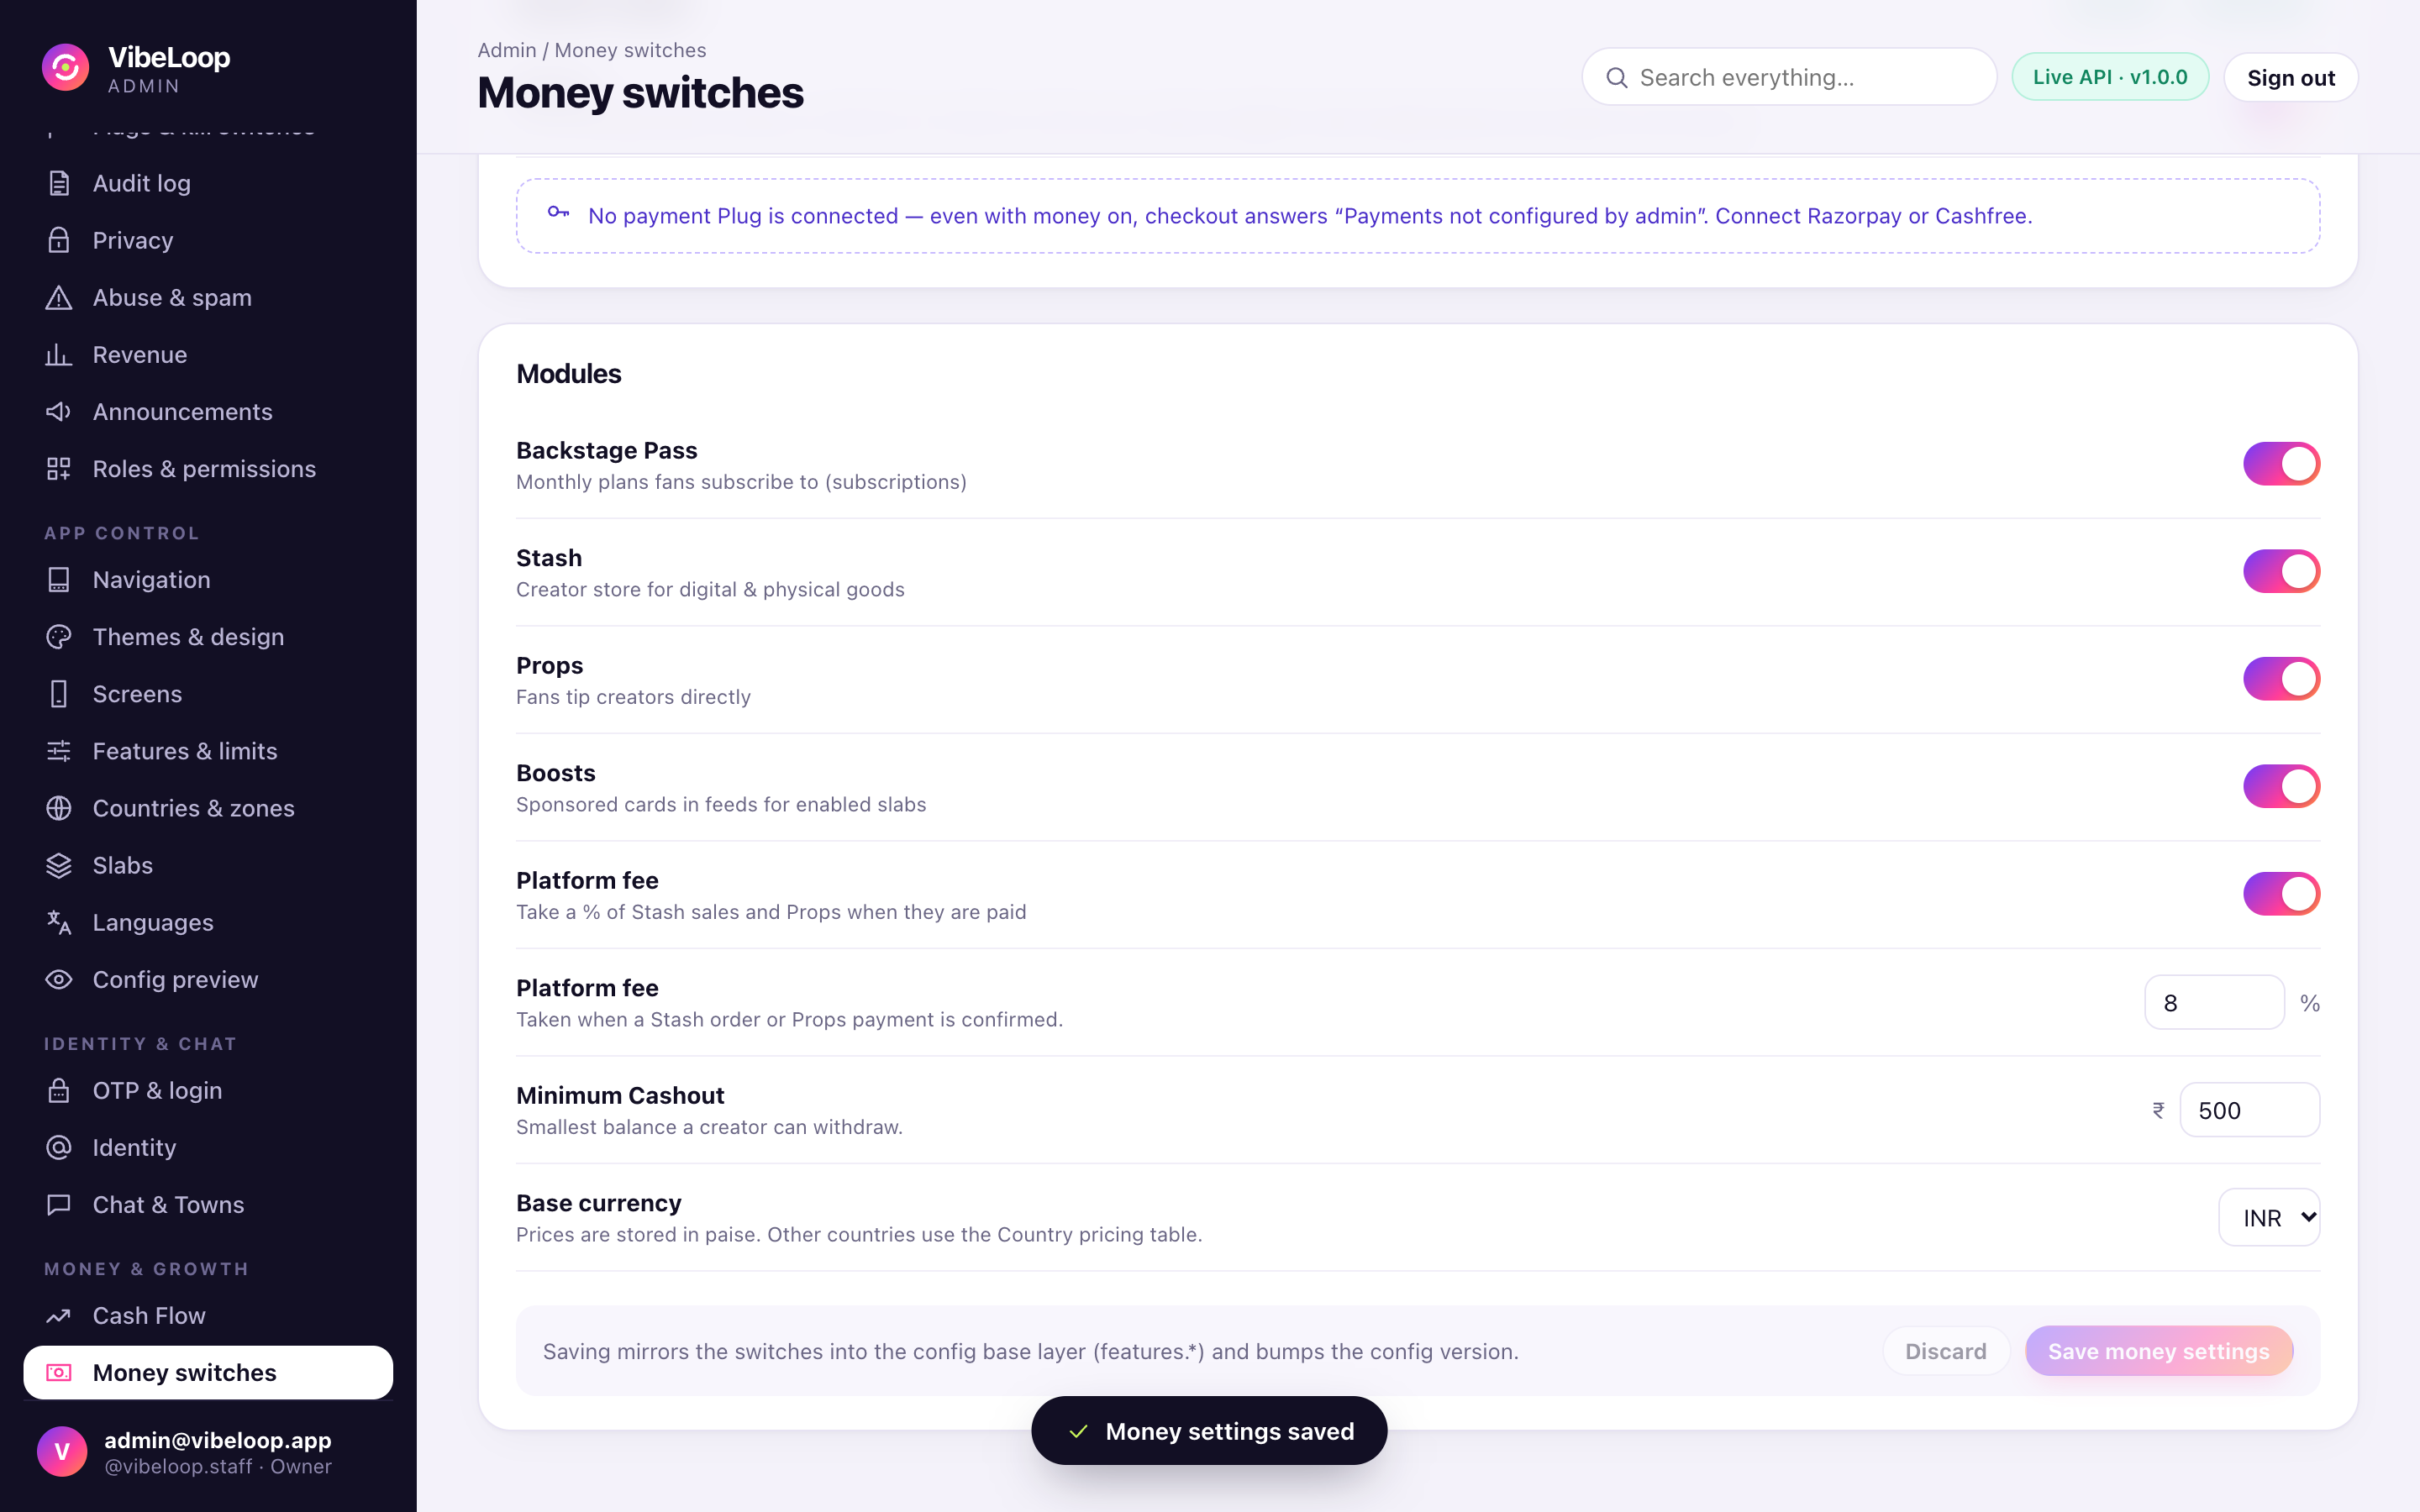 VibeLoop
ADMIN
Audit log
Privacy
Abuse & spam
Revenue
Announcements
Roles & permissions
APP CONTROL
Navigation
Themes & design
Screens
Features & limits
Countries & zones
Slabs
Languages
Config preview
IDENTITY & CHAT
OTP & login
Identity
Chat & Towns
MONEY & GROWTH
Cash Flow
Money switches
V
admin@vibeloop.app
@vibeloop.staff · Owner
Admin / Money switches
Money switches
Search everything...
Live API · v1.0.0
Sign out
No payment Plug is connected — even with money on, checkout answers “Payments not configured by admin”. Connect Razorpay or Cashfree.
Modules
Backstage Pass
Monthly plans fans subscribe to (subscriptions)
Stash
Creator store for digital & physical goods
Props
Fans tip creators directly
Boosts
Sponsored cards in feeds for enabled slabs
Platform fee
Take a % of Stash sales and Props when they are paid
Platform fee
Taken when a Stash order or Props payment is confirmed.
8 %
Minimum Cashout
Smallest balance a creator can withdraw.
₹ 500
Base currency
Prices are stored in paise. Other countries use the Country pricing table.
INR
Saving mirrors the switches into the config base layer (features.*) and bumps the config version.
Discard
Save money settings
Money settings saved